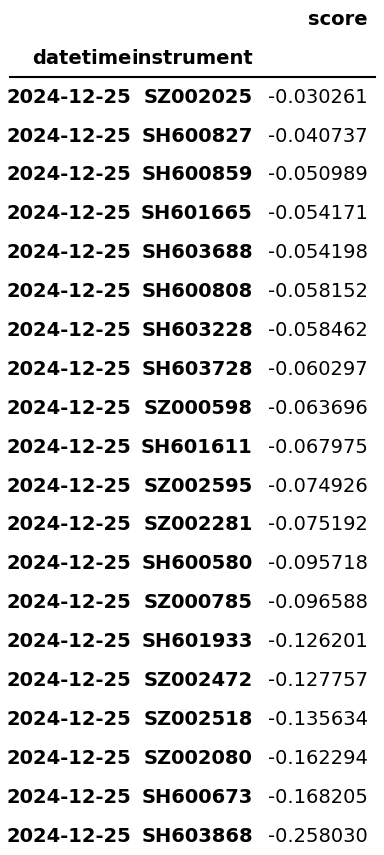 score
datetime instrument
2024-12-25 SZ002025 -0.030261
2024-12-25 SH600827 -0.040737
2024-12-25 SH600859 -0.050989
2024-12-25 SH601665 -0.054171
2024-12-25 SH603688 -0.054198
2024-12-25 SH600808 -0.058152
2024-12-25 SH603228 -0.058462
2024-12-25 SH603728 -0.060297
2024-12-25 SZ000598 -0.063696
2024-12-25 SH601611 -0.067975
2024-12-25 SZ002595 -0.074926
2024-12-25 SZ002281 -0.075192
2024-12-25 SH600580 -0.095718
2024-12-25 SZ000785 -0.096588
2024-12-25 SH601933 -0.126201
2024-12-25 SZ002472 -0.127757
2024-12-25 SZ002518 -0.135634
2024-12-25 SZ002080 -0.162294
2024-12-25 SH600673 -0.168205
2024-12-25 SH603868 -0.258030